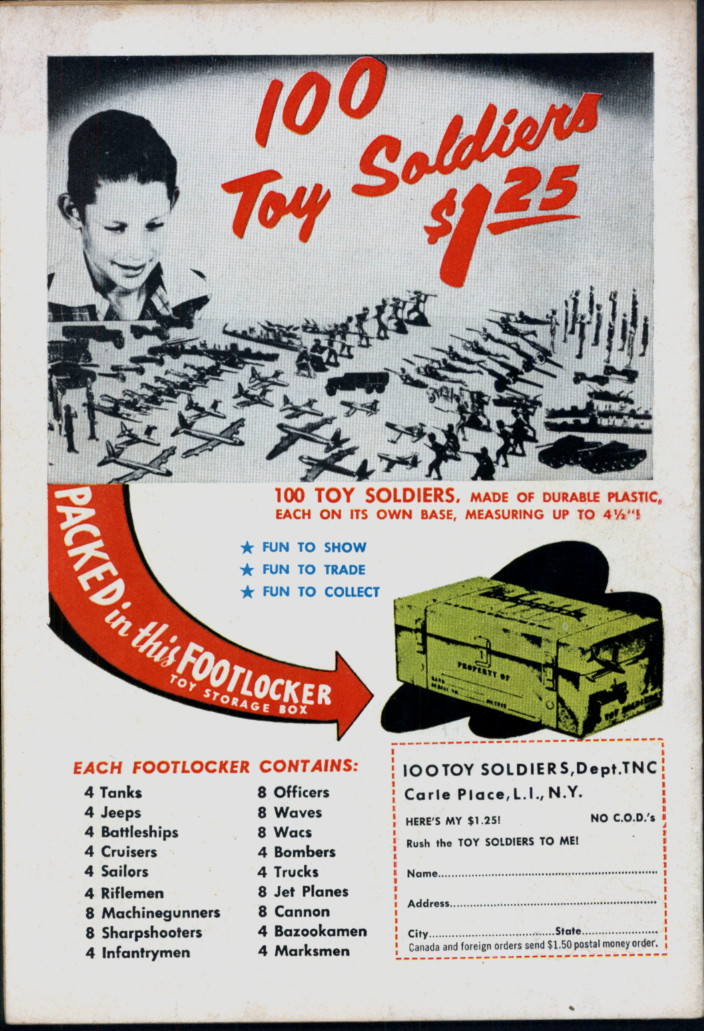 100
Toy Soldiers
$1.25
100 TOY SOLDIERS, MADE OF DURABLE PLASTIC,
EACH ON ITS OWN BASE, MEASURING UP TO 4½"!
★ FUN TO SHOW
★ FUN TO TRADE
★ FUN TO COLLECT
PACKED in this FOOTLOCKER
TOY STORAGE BOX
PROPERTY OF
TOY SOLDIERS
EACH FOOTLOCKER CONTAINS:
4 Tanks
4 Jeeps
4 Battleships
4 Cruisers
4 Sailors
4 Riflemen
8 Machinegunners
8 Sharpshooters
4 Infantrymen
8 Officers
8 Waves
8 Wacs
4 Bombers
4 Trucks
8 Jet Planes
8 Cannon
4 Bazookamen
4 Marksmen
100 TOY SOLDIERS, Dept. TNC
Carle Place, L.I., N.Y.
HERE'S MY $1.25! NO C.O.D.'s
Rush the TOY SOLDIERS TO ME!
Name
Address
City State
Canada and foreign orders send $1.50 postal money order.